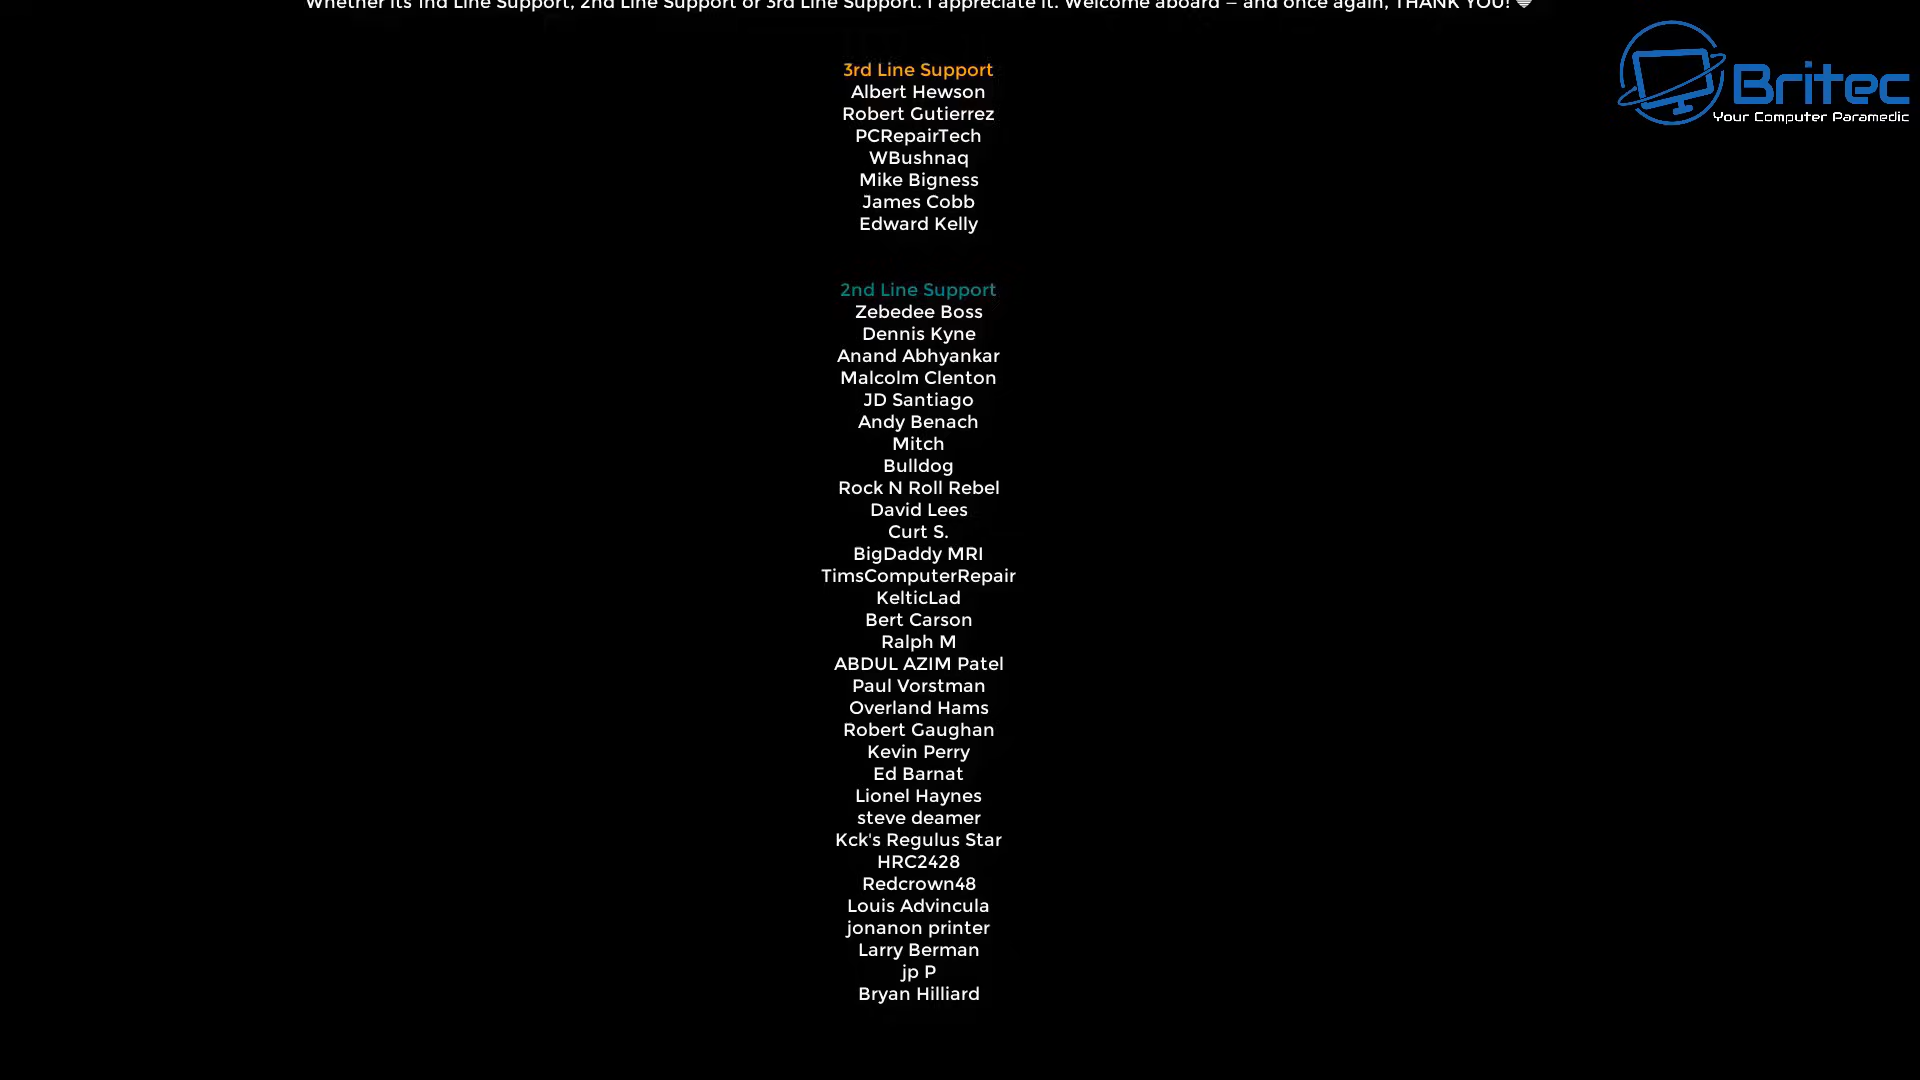 Whether its 1nd Line Support, 2nd Line Support or 3rd Line Support. I appreciate it. Welcome aboard – and once again, THANK YOU!
Britec
Your Computer Paramedic
3rd Line Support
Albert Hewson
Robert Gutierrez
PCRepairTech
WBushnaq
Mike Bigness
James Cobb
Edward Kelly
2nd Line Support
Zebedee Boss
Dennis Kyne
Anand Abhyankar
Malcolm Clenton
JD Santiago
Andy Benach
Mitch
Bulldog
Rock N Roll Rebel
David Lees
Curt S.
BigDaddy MRI
TimsComputerRepair
KelticLad
Bert Carson
Ralph M
ABDUL AZIM Patel
Paul Vorstman
Overland Hams
Robert Gaughan
Kevin Perry
Ed Barnat
Lionel Haynes
steve deamer
Kck's Regulus Star
HRC2428
Redcrown48
Louis Advincula
jonanon printer
Larry Berman
jp P
Bryan Hilliard